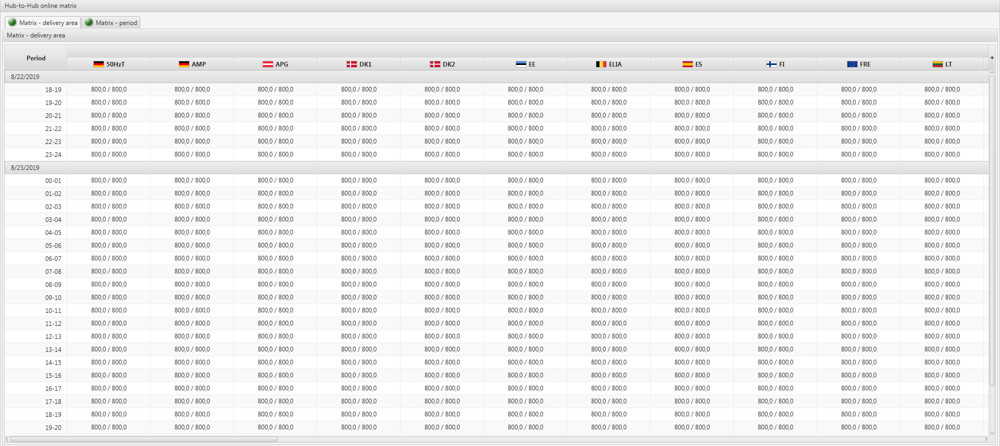 Hub-to-Hub online matrix
Matrix - delivery area Matrix - period
Matrix - delivery area
Period +
50HzT AMP APG DK1 DK2 EE ELIA ES FI FRE LT
8/22/2019
18-19 800,0 / 800,0 800,0 / 800,0 800,0 / 800,0 800,0 / 800,0 800,0 / 800,0 800,0 / 800,0 800,0 / 800,0 800,0 / 800,0 800,0 / 800,0 800,0 / 800,0 800,0 / 800,0
19-20 800,0 / 800,0 800,0 / 800,0 800,0 / 800,0 800,0 / 800,0 800,0 / 800,0 800,0 / 800,0 800,0 / 800,0 800,0 / 800,0 800,0 / 800,0 800,0 / 800,0 800,0 / 800,0
20-21 800,0 / 800,0 800,0 / 800,0 800,0 / 800,0 800,0 / 800,0 800,0 / 800,0 800,0 / 800,0 800,0 / 800,0 800,0 / 800,0 800,0 / 800,0 800,0 / 800,0 800,0 / 800,0
21-22 800,0 / 800,0 800,0 / 800,0 800,0 / 800,0 800,0 / 800,0 800,0 / 800,0 800,0 / 800,0 800,0 / 800,0 800,0 / 800,0 800,0 / 800,0 800,0 / 800,0 800,0 / 800,0
22-23 800,0 / 800,0 800,0 / 800,0 800,0 / 800,0 800,0 / 800,0 800,0 / 800,0 800,0 / 800,0 800,0 / 800,0 800,0 / 800,0 800,0 / 800,0 800,0 / 800,0 800,0 / 800,0
23-24 800,0 / 800,0 800,0 / 800,0 800,0 / 800,0 800,0 / 800,0 800,0 / 800,0 800,0 / 800,0 800,0 / 800,0 800,0 / 800,0 800,0 / 800,0 800,0 / 800,0 800,0 / 800,0
8/23/2019
00-01 800,0 / 800,0 800,0 / 800,0 800,0 / 800,0 800,0 / 800,0 800,0 / 800,0 800,0 / 800,0 800,0 / 800,0 800,0 / 800,0 800,0 / 800,0 800,0 / 800,0 800,0 / 800,0
01-02 800,0 / 800,0 800,0 / 800,0 800,0 / 800,0 800,0 / 800,0 800,0 / 800,0 800,0 / 800,0 800,0 / 800,0 800,0 / 800,0 800,0 / 800,0 800,0 / 800,0 800,0 / 800,0
02-03 800,0 / 800,0 800,0 / 800,0 800,0 / 800,0 800,0 / 800,0 800,0 / 800,0 800,0 / 800,0 800,0 / 800,0 800,0 / 800,0 800,0 / 800,0 800,0 / 800,0 800,0 / 800,0
03-04 800,0 / 800,0 800,0 / 800,0 800,0 / 800,0 800,0 / 800,0 800,0 / 800,0 800,0 / 800,0 800,0 / 800,0 800,0 / 800,0 800,0 / 800,0 800,0 / 800,0 800,0 / 800,0
04-05 800,0 / 800,0 800,0 / 800,0 800,0 / 800,0 800,0 / 800,0 800,0 / 800,0 800,0 / 800,0 800,0 / 800,0 800,0 / 800,0 800,0 / 800,0 800,0 / 800,0 800,0 / 800,0
05-06 800,0 / 800,0 800,0 / 800,0 800,0 / 800,0 800,0 / 800,0 800,0 / 800,0 800,0 / 800,0 800,0 / 800,0 800,0 / 800,0 800,0 / 800,0 800,0 / 800,0 800,0 / 800,0
06-07 800,0 / 800,0 800,0 / 800,0 800,0 / 800,0 800,0 / 800,0 800,0 / 800,0 800,0 / 800,0 800,0 / 800,0 800,0 / 800,0 800,0 / 800,0 800,0 / 800,0 800,0 / 800,0
07-08 800,0 / 800,0 800,0 / 800,0 800,0 / 800,0 800,0 / 800,0 800,0 / 800,0 800,0 / 800,0 800,0 / 800,0 800,0 / 800,0 800,0 / 800,0 800,0 / 800,0 800,0 / 800,0
08-09 800,0 / 800,0 800,0 / 800,0 800,0 / 800,0 800,0 / 800,0 800,0 / 800,0 800,0 / 800,0 800,0 / 800,0 800,0 / 800,0 800,0 / 800,0 800,0 / 800,0 800,0 / 800,0
09-10 800,0 / 800,0 800,0 / 800,0 800,0 / 800,0 800,0 / 800,0 800,0 / 800,0 800,0 / 800,0 800,0 / 800,0 800,0 / 800,0 800,0 / 800,0 800,0 / 800,0 800,0 / 800,0
10-11 800,0 / 800,0 800,0 / 800,0 800,0 / 800,0 800,0 / 800,0 800,0 / 800,0 800,0 / 800,0 800,0 / 800,0 800,0 / 800,0 800,0 / 800,0 800,0 / 800,0 800,0 / 800,0
11-12 800,0 / 800,0 800,0 / 800,0 800,0 / 800,0 800,0 / 800,0 800,0 / 800,0 800,0 / 800,0 800,0 / 800,0 800,0 / 800,0 800,0 / 800,0 800,0 / 800,0 800,0 / 800,0
12-13 800,0 / 800,0 800,0 / 800,0 800,0 / 800,0 800,0 / 800,0 800,0 / 800,0 800,0 / 800,0 800,0 / 800,0 800,0 / 800,0 800,0 / 800,0 800,0 / 800,0 800,0 / 800,0
13-14 800,0 / 800,0 800,0 / 800,0 800,0 / 800,0 800,0 / 800,0 800,0 / 800,0 800,0 / 800,0 800,0 / 800,0 800,0 / 800,0 800,0 / 800,0 800,0 / 800,0 800,0 / 800,0
14-15 800,0 / 800,0 800,0 / 800,0 800,0 / 800,0 800,0 / 800,0 800,0 / 800,0 800,0 / 800,0 800,0 / 800,0 800,0 / 800,0 800,0 / 800,0 800,0 / 800,0 800,0 / 800,0
15-16 800,0 / 800,0 800,0 / 800,0 800,0 / 800,0 800,0 / 800,0 800,0 / 800,0 800,0 / 800,0 800,0 / 800,0 800,0 / 800,0 800,0 / 800,0 800,0 / 800,0 800,0 / 800,0
16-17 800,0 / 800,0 800,0 / 800,0 800,0 / 800,0 800,0 / 800,0 800,0 / 800,0 800,0 / 800,0 800,0 / 800,0 800,0 / 800,0 800,0 / 800,0 800,0 / 800,0 800,0 / 800,0
17-18 800,0 / 800,0 800,0 / 800,0 800,0 / 800,0 800,0 / 800,0 800,0 / 800,0 800,0 / 800,0 800,0 / 800,0 800,0 / 800,0 800,0 / 800,0 800,0 / 800,0 800,0 / 800,0
18-19 800,0 / 800,0 800,0 / 800,0 800,0 / 800,0 800,0 / 800,0 800,0 / 800,0 800,0 / 800,0 800,0 / 800,0 800,0 / 800,0 800,0 / 800,0 800,0 / 800,0 800,0 / 800,0
19-20 800,0 / 800,0 800,0 / 800,0 800,0 / 800,0 800,0 / 800,0 800,0 / 800,0 800,0 / 800,0 800,0 / 800,0 800,0 / 800,0 800,0 / 800,0 800,0 / 800,0 800,0 / 800,0